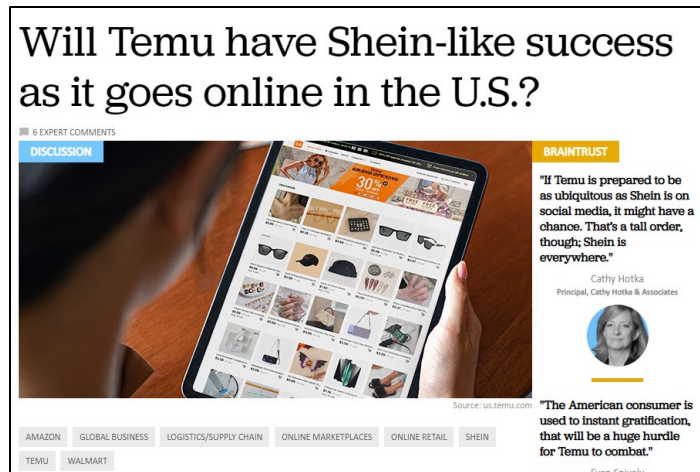 Will Temu have Shein-like success
as it goes online in the U.S.?
6 EXPERT COMMENTS
DISCUSSION
GRAND OPENING
30%
BRAINTRUST
"If Temu is prepared to be
as ubiquitous as Shein is on
social media, it might have a
chance. That's a tall order,
though; Shein is
everywhere."
Cathy Hotka
Principal, Cathy Hotka & Associates
Source: us.temu.com
"The American consumer is
used to instant gratification,
that will be a huge hurdle
for Temu to combat."
AMAZON GLOBAL BUSINESS LOGISTICS/SUPPLY CHAIN ONLINE MARKETPLACES ONLINE RETAIL SHEIN
TEMU WALMART